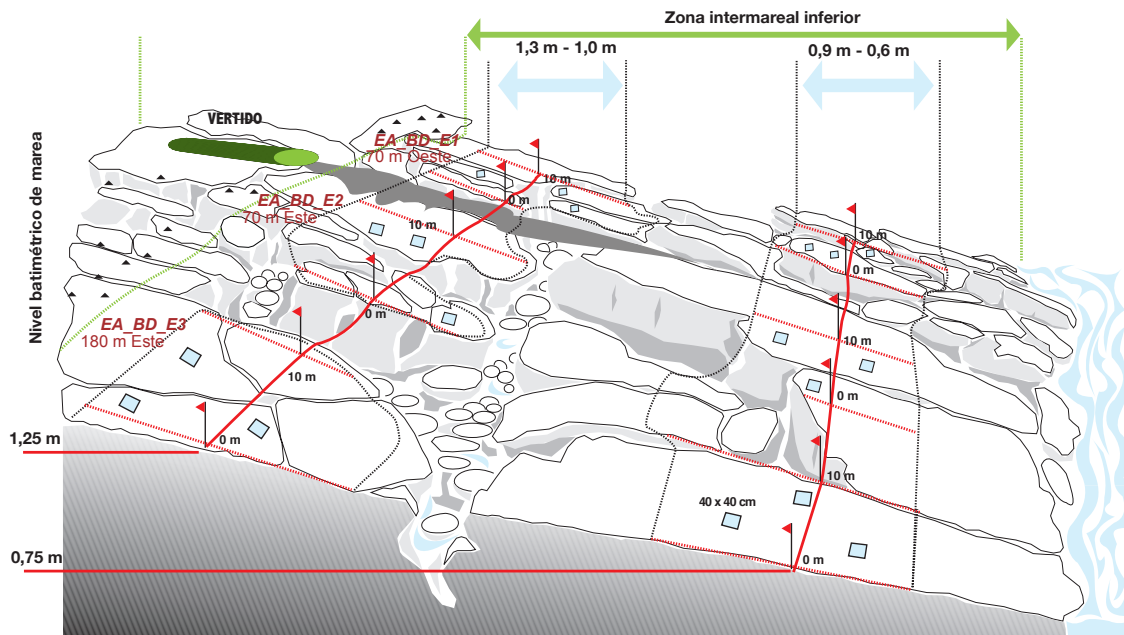 Zona intermareal inferior
1,3 m - 1,0 m
0,9 m - 0,6 m
Nivel batimétrico de marea
VERTIDO
EA_BD_E1
70 m Oeste
10 m
0 m
EA_BD_E2
70 m Este
10 m
0 m
EA_BD_E3
180 m Este
10 m
0 m
10 m
0 m
10 m
0 m
10 m
40 x 40 cm
0 m
1,25 m
0,75 m